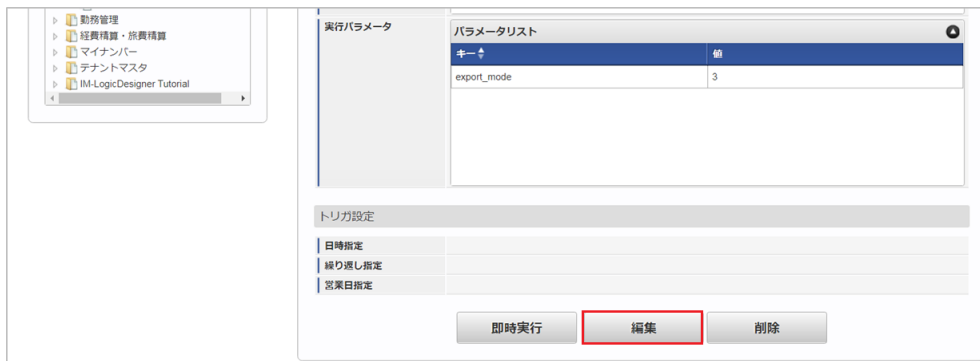 勤務管理
経費精算・旅費精算
マイナンバー
テナントマスタ
IM-LogicDesigner Tutorial
実行パラメータ
パラメータリスト
キー 値
export_mode 3
トリガ設定
日時指定
繰り返し指定
営業日指定
即時実行 編集 削除